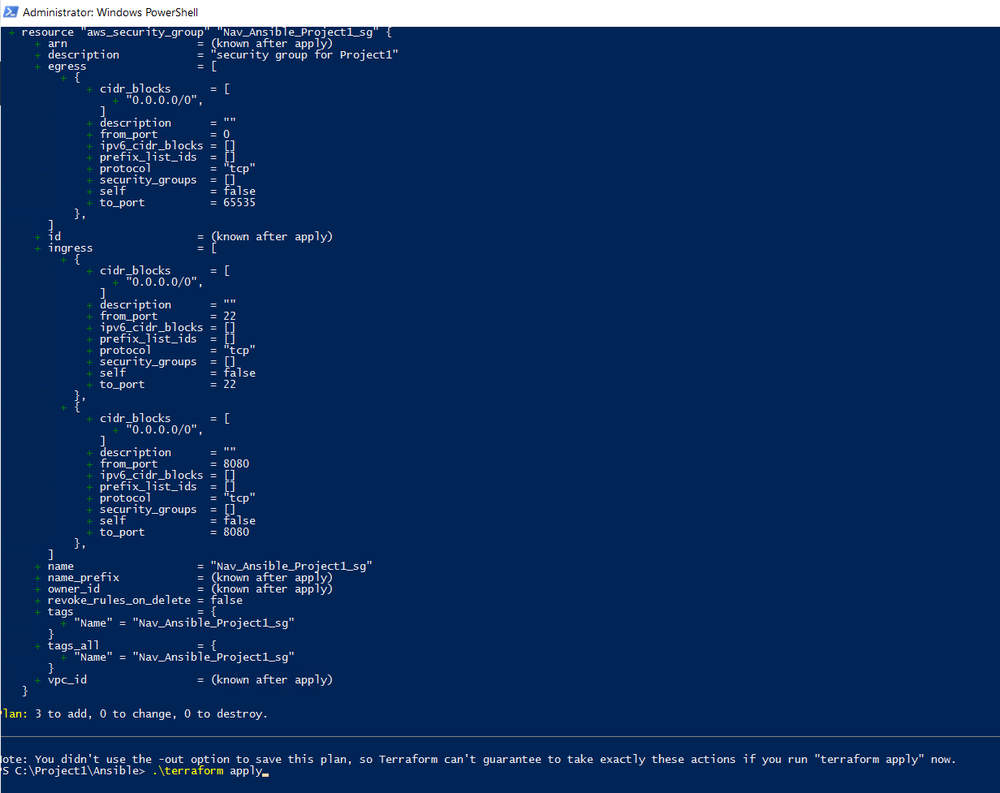 Administrator: Windows PowerShell
+ resource "aws_security_group" "Nav_Ansible_Project1_sg" {
+ arn = (known after apply)
+ description = "security group for Project1"
+ egress = [
+ {
+ cidr_blocks = [
+ "0.0.0.0/0",
]
+ description = ""
+ from_port = 0
+ ipv6_cidr_blocks = []
+ prefix_list_ids = []
+ protocol = "tcp"
+ security_groups = []
+ self = false
+ to_port = 65535
},
]
+ id = (known after apply)
+ ingress = [
+ {
+ cidr_blocks = [
+ "0.0.0.0/0",
]
+ description = ""
+ from_port = 22
+ ipv6_cidr_blocks = []
+ prefix_list_ids = []
+ protocol = "tcp"
+ security_groups = []
+ self = false
+ to_port = 22
},
+ {
+ cidr_blocks = [
+ "0.0.0.0/0",
]
+ description = ""
+ from_port = 8080
+ ipv6_cidr_blocks = []
+ prefix_list_ids = []
+ protocol = "tcp"
+ security_groups = []
+ self = false
+ to_port = 8080
},
]
+ name = "Nav_Ansible_Project1_sg"
+ name_prefix = (known after apply)
+ owner_id = (known after apply)
+ revoke_rules_on_delete = false
+ tags = {
+ "Name" = "Nav_Ansible_Project1_sg"
}
+ tags_all = {
+ "Name" = "Nav_Ansible_Project1_sg"
}
+ vpc_id = (known after apply)
}
Plan: 3 to add, 0 to change, 0 to destroy.
Note: You didn't use the -out option to save this plan, so Terraform can't guarantee to take exactly these actions if you run "terraform apply" now.
PS C:\Project1\Ansible> .\terraform apply